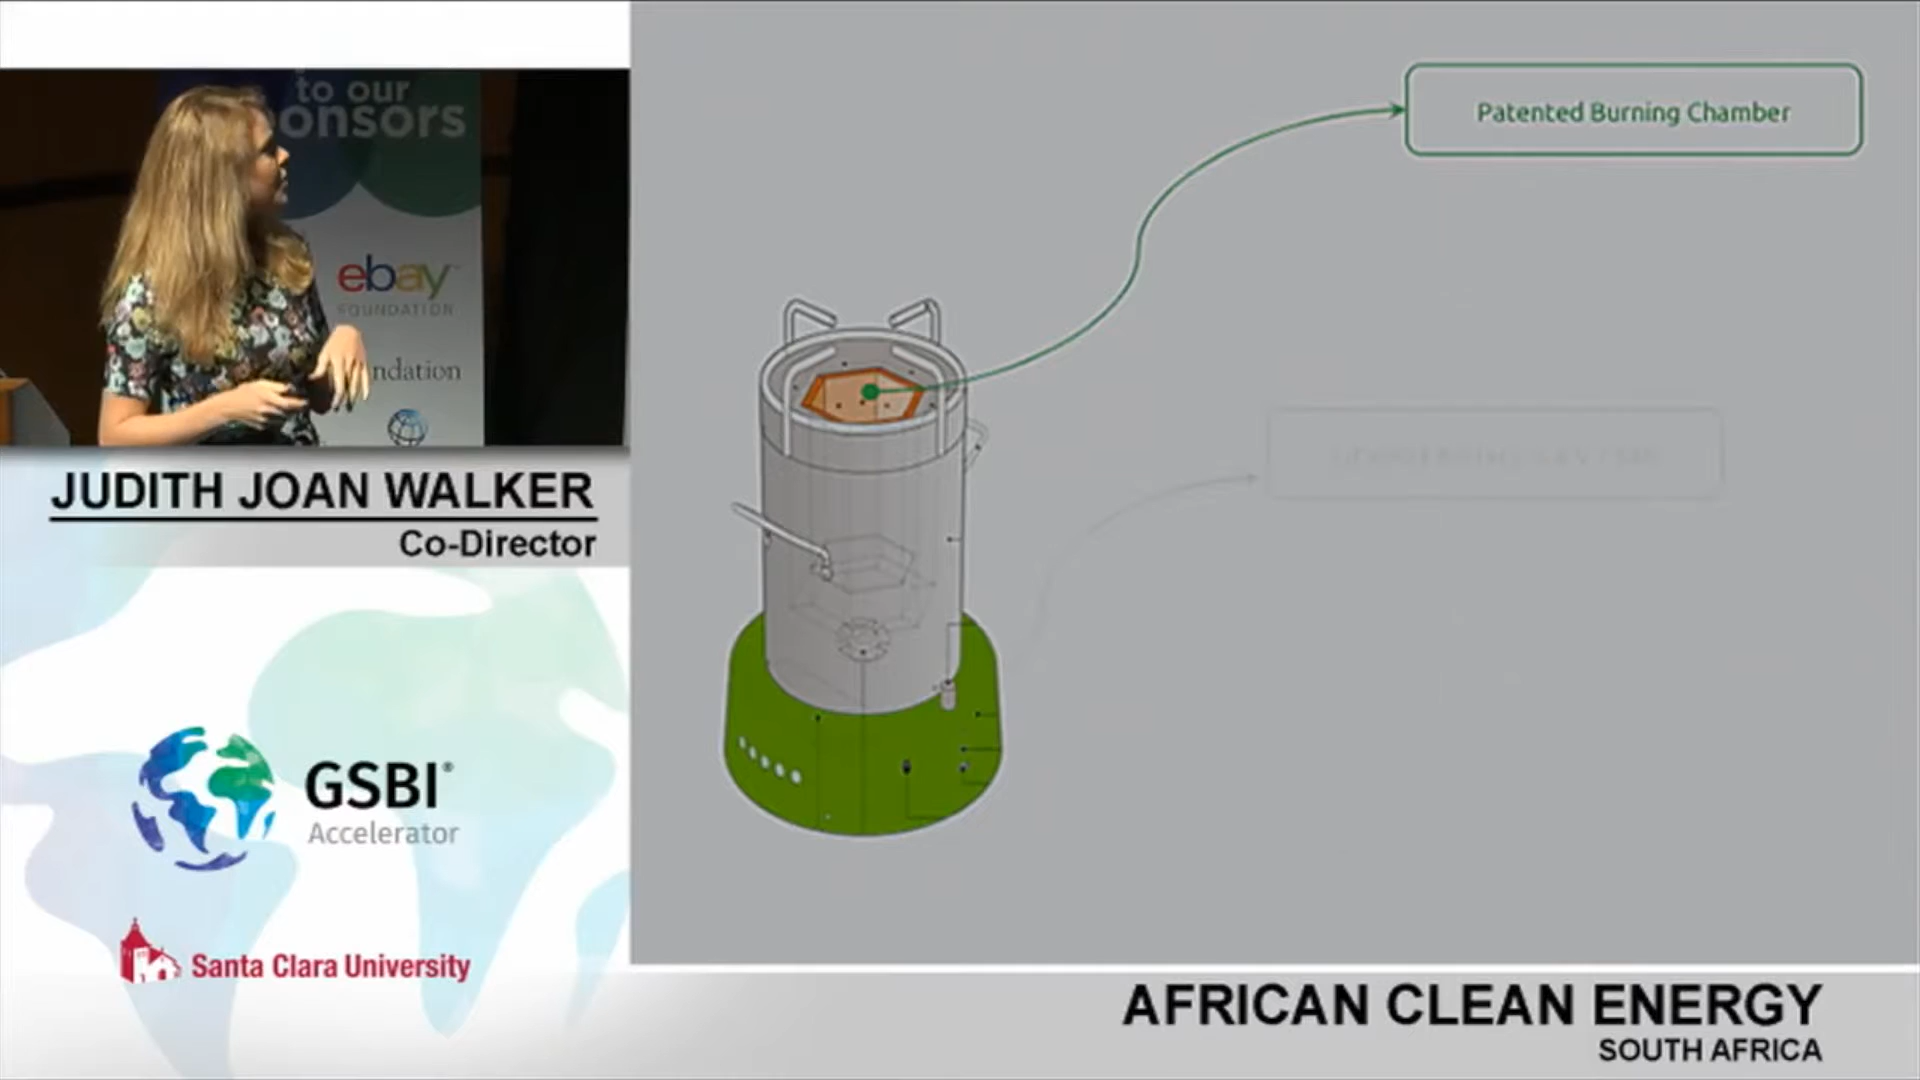 to our
onsors
ebay
FOUNDATION
ndation
JUDITH JOAN WALKER
Co-Director
GSBI®
Accelerator
Santa Clara University
Patented Burning Chamber
AFRICAN CLEAN ENERGY
SOUTH AFRICA